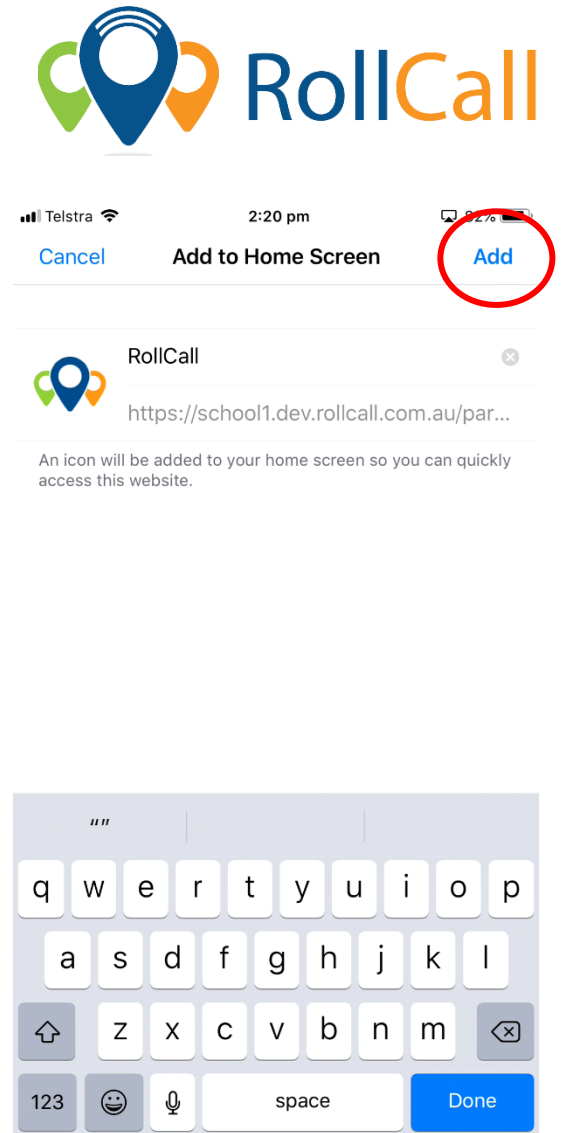 RollCall
Telstra 2:20 pm 82%
Cancel Add to Home Screen Add
RollCall
https://school1.dev.rollcall.com.au/par...
An icon will be added to your home screen so you can quickly
access this website.
“”
q w e r t y u i o p
a s d f g h j k l
z x c v b n m
123 space Done